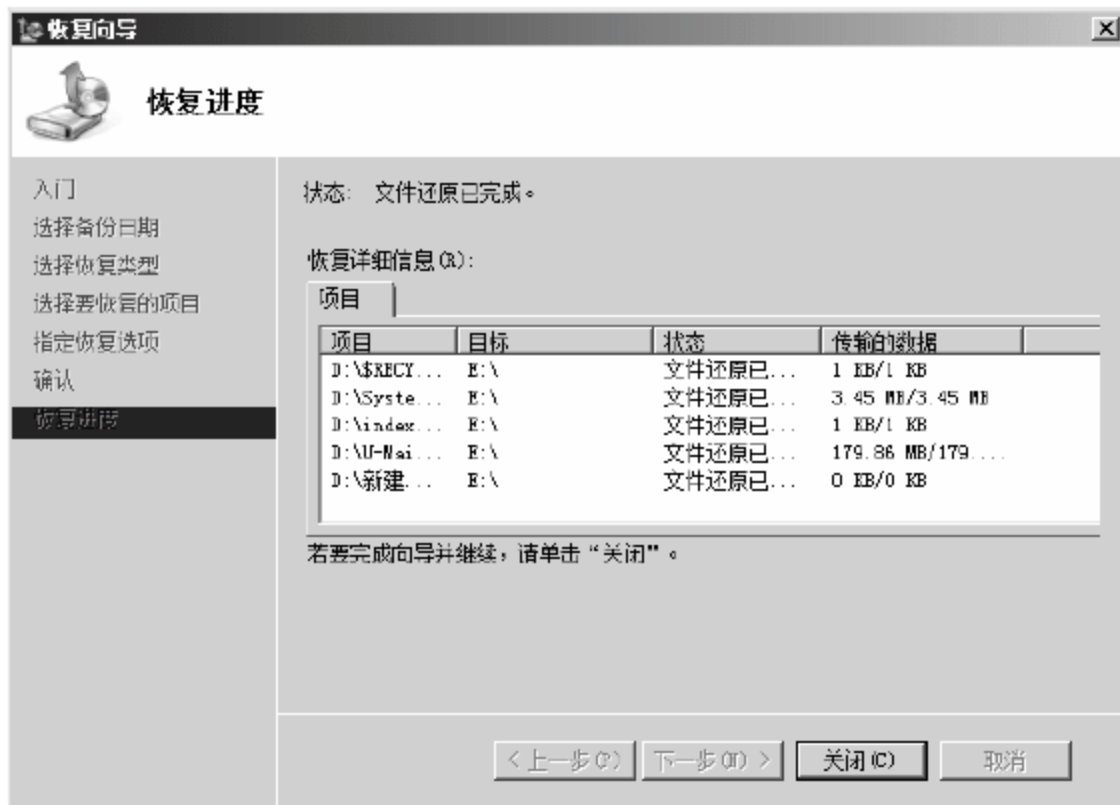 恢复向导
恢复进度
入门
选择备份日期
选择恢复类型
选择要恢复的项目
指定恢复选项
确认
恢复进度
状态: 文件还原已完成。
恢复详细信息(R):
项目
项目 目标 状态 传输的数据
D:\$RECY... E:\ 文件还原已... 1 KB/1 KB
D:\Syste... E:\ 文件还原已... 3.45 MB/3.45 MB
D:\index... E:\ 文件还原已... 1 KB/1 KB
D:\U-Mai... E:\ 文件还原已... 179.86 MB/179....
D:\新建... E:\ 文件还原已... 0 KB/0 KB
若要完成向导并继续，请单击“关闭”。
< 上一步(P) 下一步(N) > 关闭(C) 取消